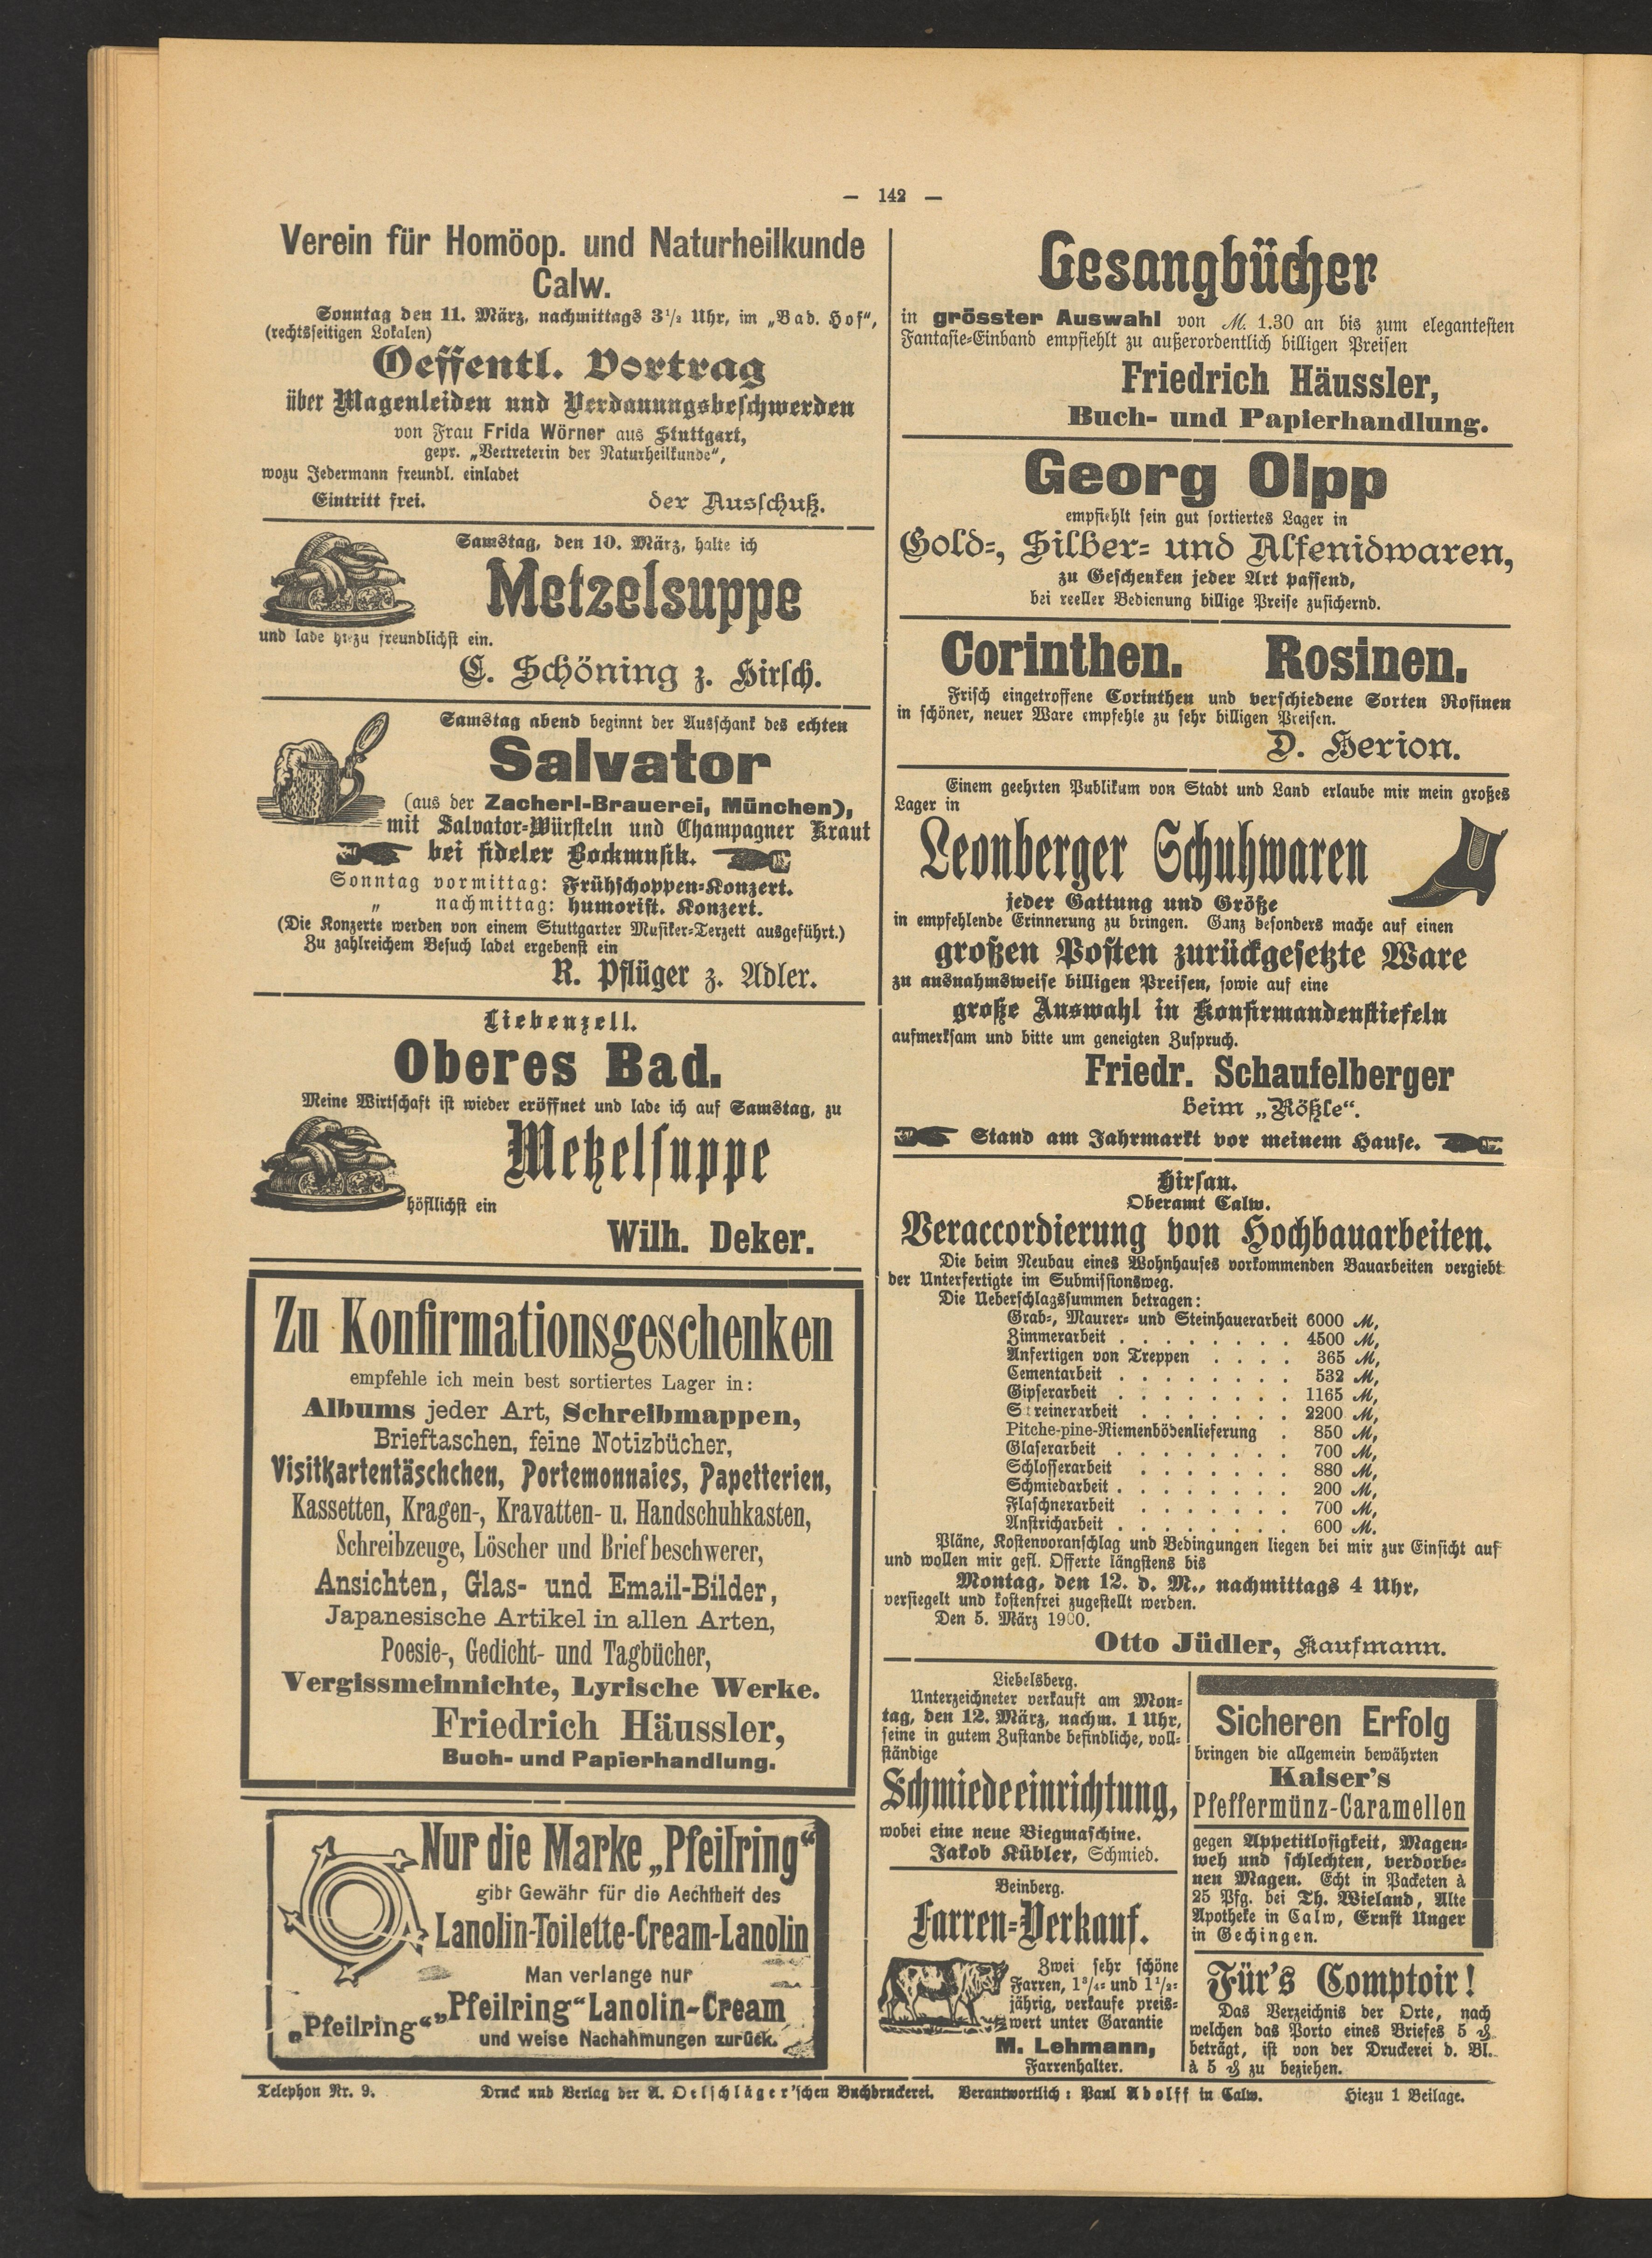 — 142 —
Verein für Homöop. und Naturheilkunde
Calw.
Sonntag den 11. März, nachmittags 3½ Uhr, im „Bad. Hof“,
(rechtsseitigen Lokalen)
Oeffentl. Vortrag
über Magenleiden und Verdauungsbeschwerden
von Frau Frida Wörner aus Stuttgart,
gepr. „Vertreterin der Naturheilkunde“,
wozu Jedermann freundl. einladet
Eintritt frei. der Ausschuß.
Samstag, den 10. März, halte ich
Metzelsuppe
und lade hiezu freundlichst ein.
C. Schöning z. Hirsch.
Samstag abend beginnt der Ausschank des echten
Salvator
(aus der Zacherl-Brauerei, München),
mit Salvator-Würsteln und Champagner Kraut
bei fideler Bockmusik.
Sonntag vormittag: Frühschoppen-Konzert.
„ nachmittag: humorist. Konzert.
(Die Konzerte werden von einem Stuttgarter Musiker-Terzett ausgeführt.)
Zu zahlreichem Besuch ladet ergebenst ein
R. Pflüger z. Adler.
Liebenzell.
Oberes Bad.
Meine Wirtschaft ist wieder eröffnet und lade ich auf Samstag, zu
Metzelsuppe
höfllichst ein
Wilh. Deker.
Zu Konfirmationsgeschenken
empfehle ich mein best sortiertes Lager in:
Albums jeder Art, Schreibmappen,
Brieftaschen, feine Notizbücher,
Visitkartentäschchen, Portemonnaies, Papetterien,
Kassetten, Kragen-, Kravatten- u. Handschuhkasten,
Schreibzeuge, Löscher und Briefbeschwerer,
Ansichten, Glas- und Email-Bilder,
Japanesische Artikel in allen Arten,
Poesie-, Gedicht- und Tagbücher,
Vergissmeinnichte, Lyrische Werke.
Friedrich Häussler,
Buch- und Papierhandlung.
Nur die Marke „Pfeilring“
gibt Gewähr für die Aechtheit des
Lanolin-Toilette-Cream-Lanolin
Man verlange nur
„Pfeilring“ „Pfeilring“ Lanolin-Cream
und weise Nachahmungen zurück.
Gesangbücher
in grösster Auswahl von M. 1.30 an bis zum elegantesten
Fantasie-Einband empfiehlt zu außerordentlich billigen Preisen
Friedrich Häussler,
Buch- und Papierhandlung.
Georg Olpp
empfiehlt sein gut sortiertes Lager in
Gold-, Silber- und Alfenidwaren,
zu Geschenken jeder Art passend,
bei reeller Bedienung billige Preise zusichernd.
Corinthen. Rosinen.
Frisch eingetroffene Corinthen und verschiedene Sorten Rosinen
in schöner, neuer Ware empfehle zu sehr billigen Preisen.
D. Herion.
Einem geehrten Publikum von Stadt und Land erlaube mir mein großes
Lager in
Leonberger Schuhwaren
jeder Gattung und Größe
in empfehlende Erinnerung zu bringen. Ganz besonders mache auf einen
großen Posten zurückgesetzte Ware
zu ausnahmsweise billigen Preisen, sowie auf eine
große Auswahl in Konfirmandenstiefeln
aufmerksam und bitte um geneigten Zuspruch.
Friedr. Schaufelberger
beim „Rößle“.
Stand am Jahrmarkt vor meinem Hause.
Hirsau.
Oberamt Calw.
Veraccordierung von Hochbauarbeiten.
Die beim Neubau eines Wohnhauses vorkommenden Bauarbeiten vergiebt
der Unterfertigte im Submissionsweg.
Die Ueberschlagssummen betragen:
Grab-, Maurer- und Steinhauerarbeit 6000 M,
Zimmerarbeit . . . . . . . . 4500 M,
Anfertigen von Treppen . . . . 365 M,
Cementarbeit . . . . . . . . 532 M,
Gipserarbeit . . . . . . . . 1165 M,
Schreinerarbeit . . . . . . . 2200 M,
Pitche-pine-Riemenbödenlieferung . 850 M,
Glaserarbeit . . . . . . . . 700 M,
Schlosserarbeit . . . . . . . 880 M,
Schmiedarbeit . . . . . . . . 200 M,
Flaschnerarbeit . . . . . . . 700 M,
Anstricharbeit . . . . . . . . 600 M.
Pläne, Kostenvoranschlag und Bedingungen liegen bei mir zur Einsicht auf
und wollen mir gefl. Offerte längstens bis
Montag, den 12. d. M., nachmittags 4 Uhr,
versiegelt und kostenfrei zugestellt werden.
Den 5. März 1900.
Otto Jüdler, Kaufmann.
Liebelsberg.
Unterzeichneter verkauft am Mon-
tag, den 12. März, nachm. 1 Uhr,
seine in gutem Zustande befindliche, voll-
ständige
Schmiedeeinrichtung,
wobei eine neue Biegmaschine.
Jakob Kübler, Schmied.
Beinberg.
Farren-Verkauf.
Zwei sehr schöne
Farren, 1¾- und 1½-
jährig, verkaufe preis-
wert unter Garantie
M. Lehmann,
Farrenhalter.
Sicheren Erfolg
bringen die allgemein bewährten
Kaiser's
Pfeffermünz-Caramellen
gegen Appetitlosigkeit, Magen-
weh und schlechten, verdorbe-
nen Magen. Echt in Packeten à
25 Pfg. bei Th. Wieland, Alte
Apotheke in Calw, Ernst Unger
in Gechingen.
Für's Comptoir!
Das Verzeichnis der Orte, nach
welchen das Porto eines Briefes 5 ₰
beträgt, ist von der Druckerei d. Bl.
à 5 ₰ zu beziehen.
Telephon Nr. 9. Druck und Verlag der A. Oelschläger'schen Buchdruckerei. Verantwortlich: Paul Adolff in Calw. Hiezu 1 Beilage.